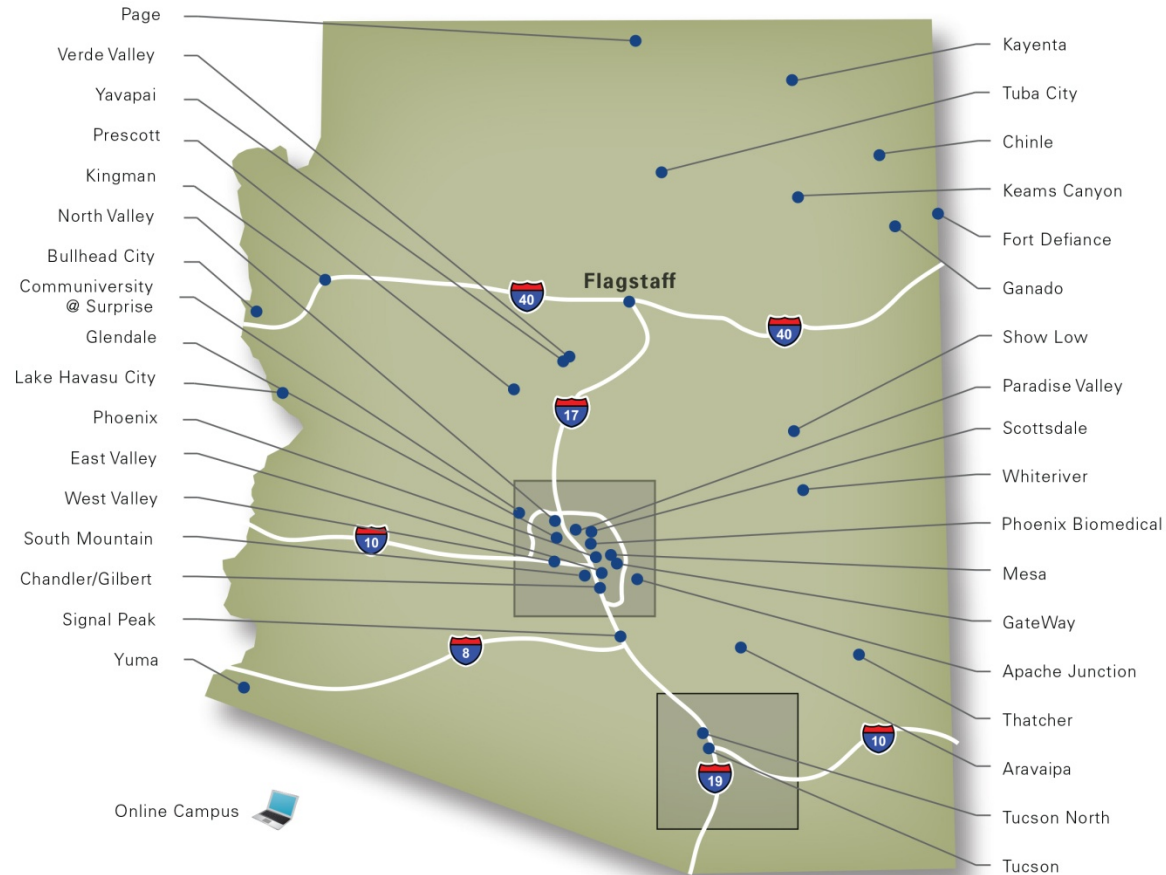 Page
Verde Valley
Yavapai
Prescott
Kingman
North Valley
Bullhead City
Communiversity
@ Surprise
Glendale
Lake Havasu City
Phoenix
East Valley
West Valley
South Mountain
Chandler/Gilbert
Signal Peak
Yuma
Online Campus
Flagstaff
40
40
17
10
8
10
19
Kayenta
Tuba City
Chinle
Keams Canyon
Fort Defiance
Ganado
Show Low
Paradise Valley
Scottsdale
Whiteriver
Phoenix Biomedical
Mesa
GateWay
Apache Junction
Thatcher
Aravaipa
Tucson North
Tucson